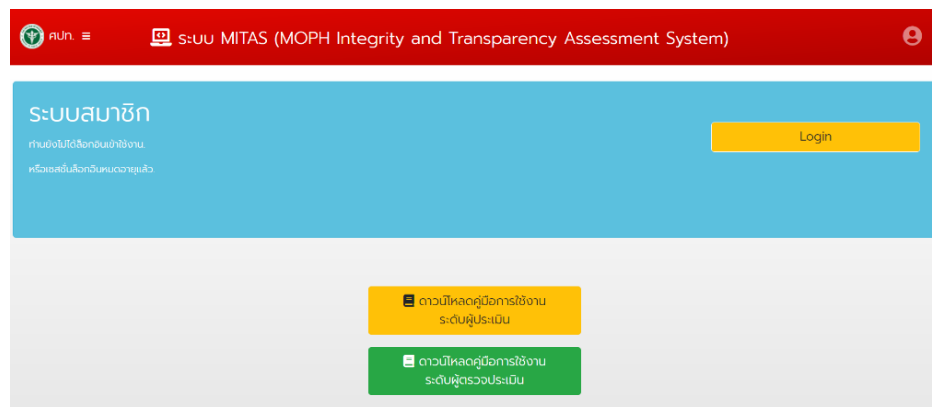 ศปท. ≡
ระบบ MITAS (MOPH Integrity and Transparency Assessment System)
ระบบสมาชิก
ท่านยังไม่ได้ล็อกอินเข้าใช้งาน.
หรือเซสชั่นล็อกอินหมดอายุแล้ว.
Login
ดาวน์โหลดคู่มือการใช้งาน
ระดับผู้ประเมิน
ดาวน์โหลดคู่มือการใช้งาน
ระดับผู้ตรวจประเมิน